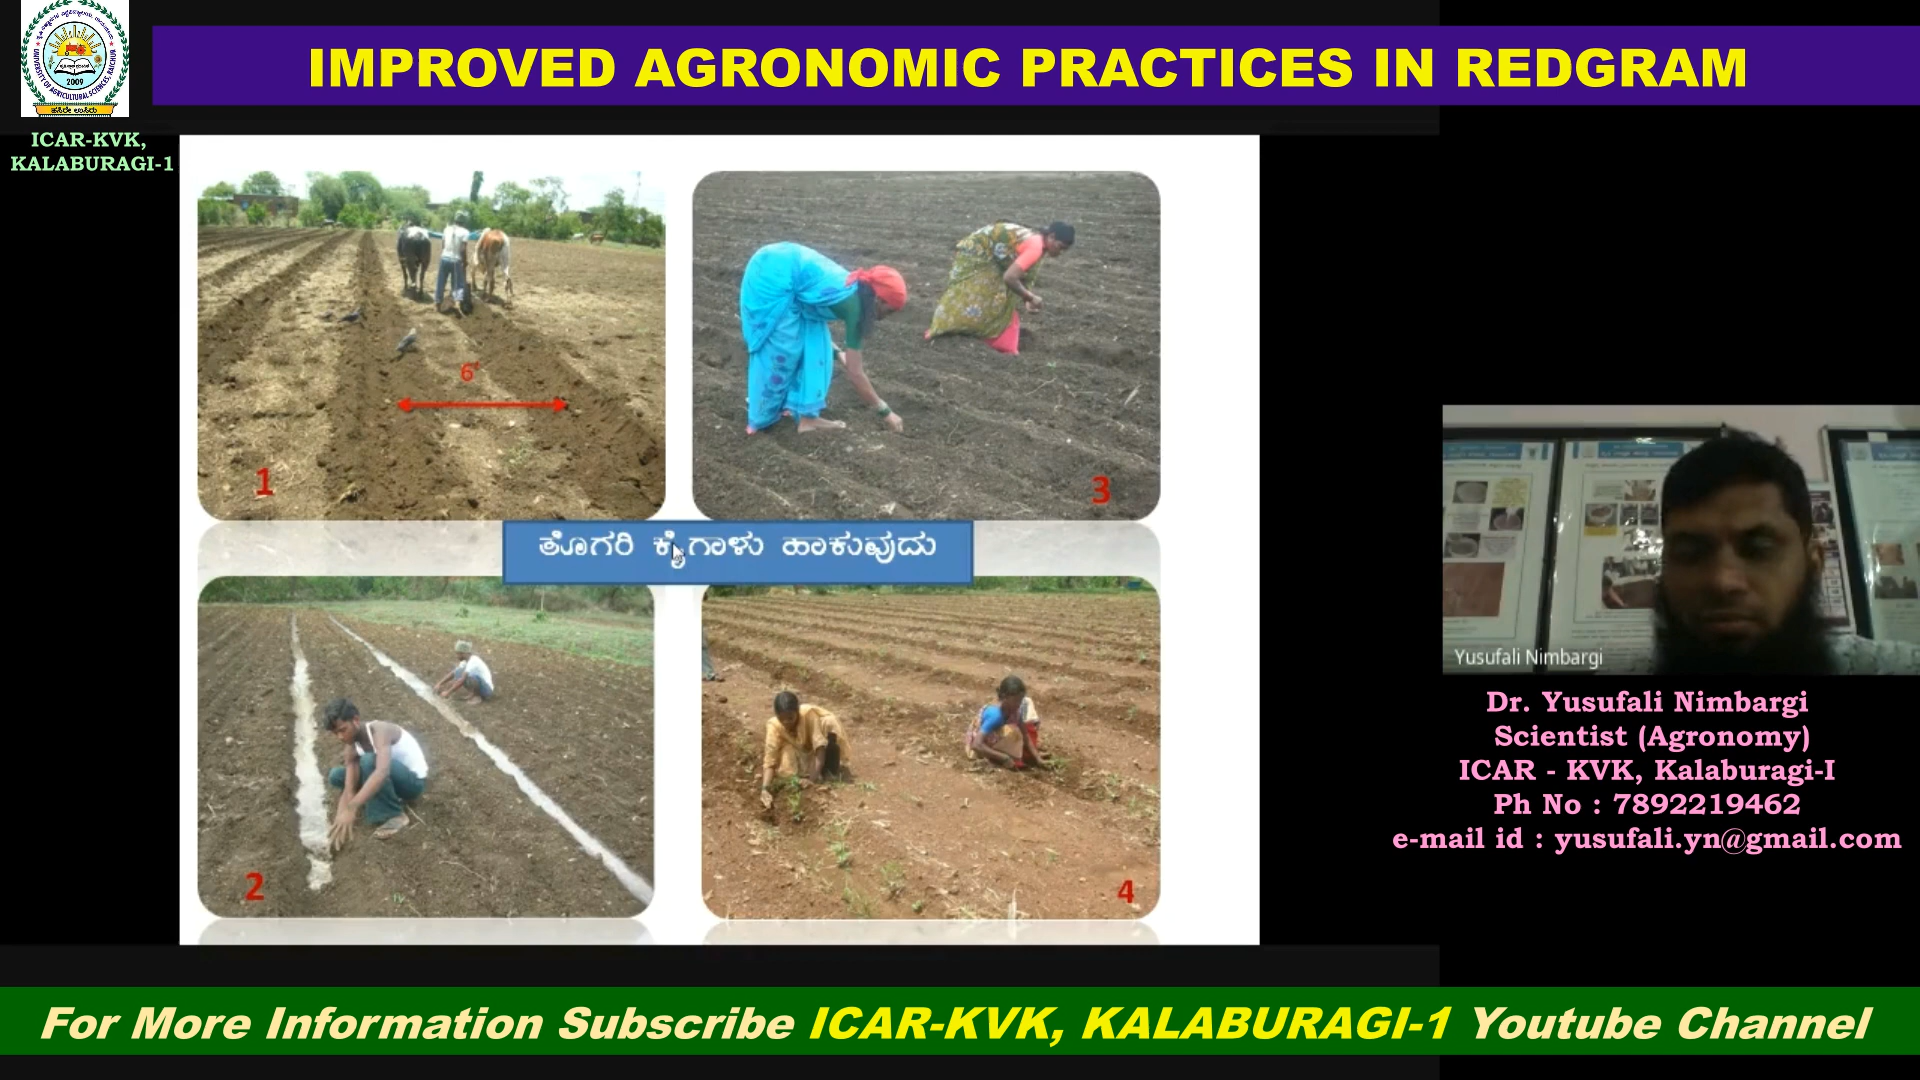 IMPROVED AGRONOMIC PRACTICES IN REDGRAM
2009
ICAR-KVK,
KALABURAGI-1
6'
1
3
ತೊಗರಿ ಕೈಗಾಳು ಹಾಕುವುದು
2
4
Yusufali Nimbargi
Dr. Yusufali Nimbargi
Scientist (Agronomy)
ICAR - KVK, Kalaburagi-I
Ph No : 7892219462
e-mail id : yusufali.yn@gmail.com
For More Information Subscribe ICAR-KVK, KALABURAGI-1 Youtube Channel